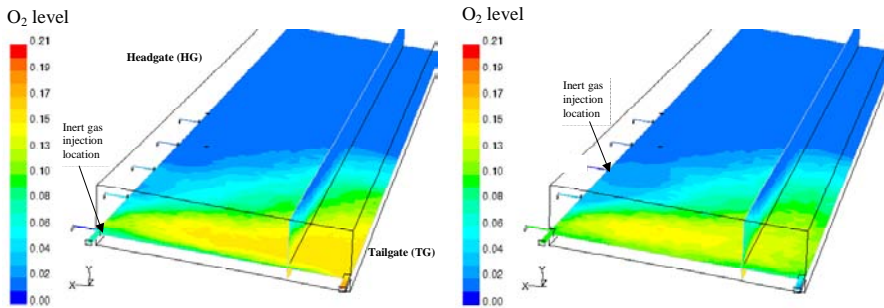 O2 level
0.21
0.19
0.17
0.15
0.13
0.10
0.08
0.06
0.04
0.02
0.00
Headgate (HG)
Inert gas
injection
location
Tailgate (TG)
Y
X
Z
O2 level
0.21
0.19
0.17
0.15
0.13
0.10
0.08
0.06
0.04
0.02
0.00
Inert gas
injection
location
Y
X
Z